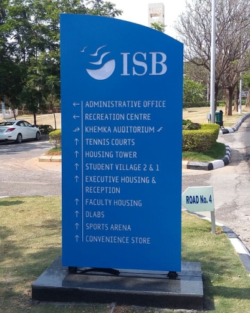 ISB
← ADMINISTRATIVE OFFICE
← RECREATION CENTRE
← KHEMKA AUDITORIUM ✓
↑ TENNIS COURTS
↑ HOUSING TOWER
↑ STUDENT VILLAGE 2 & 1
↑ EXECUTIVE HOUSING &
RECEPTION
↑ FACULTY HOUSING
↑ DLABS
↑ SPORTS ARENA
↑ CONVENIENCE STORE
ROAD No. 4